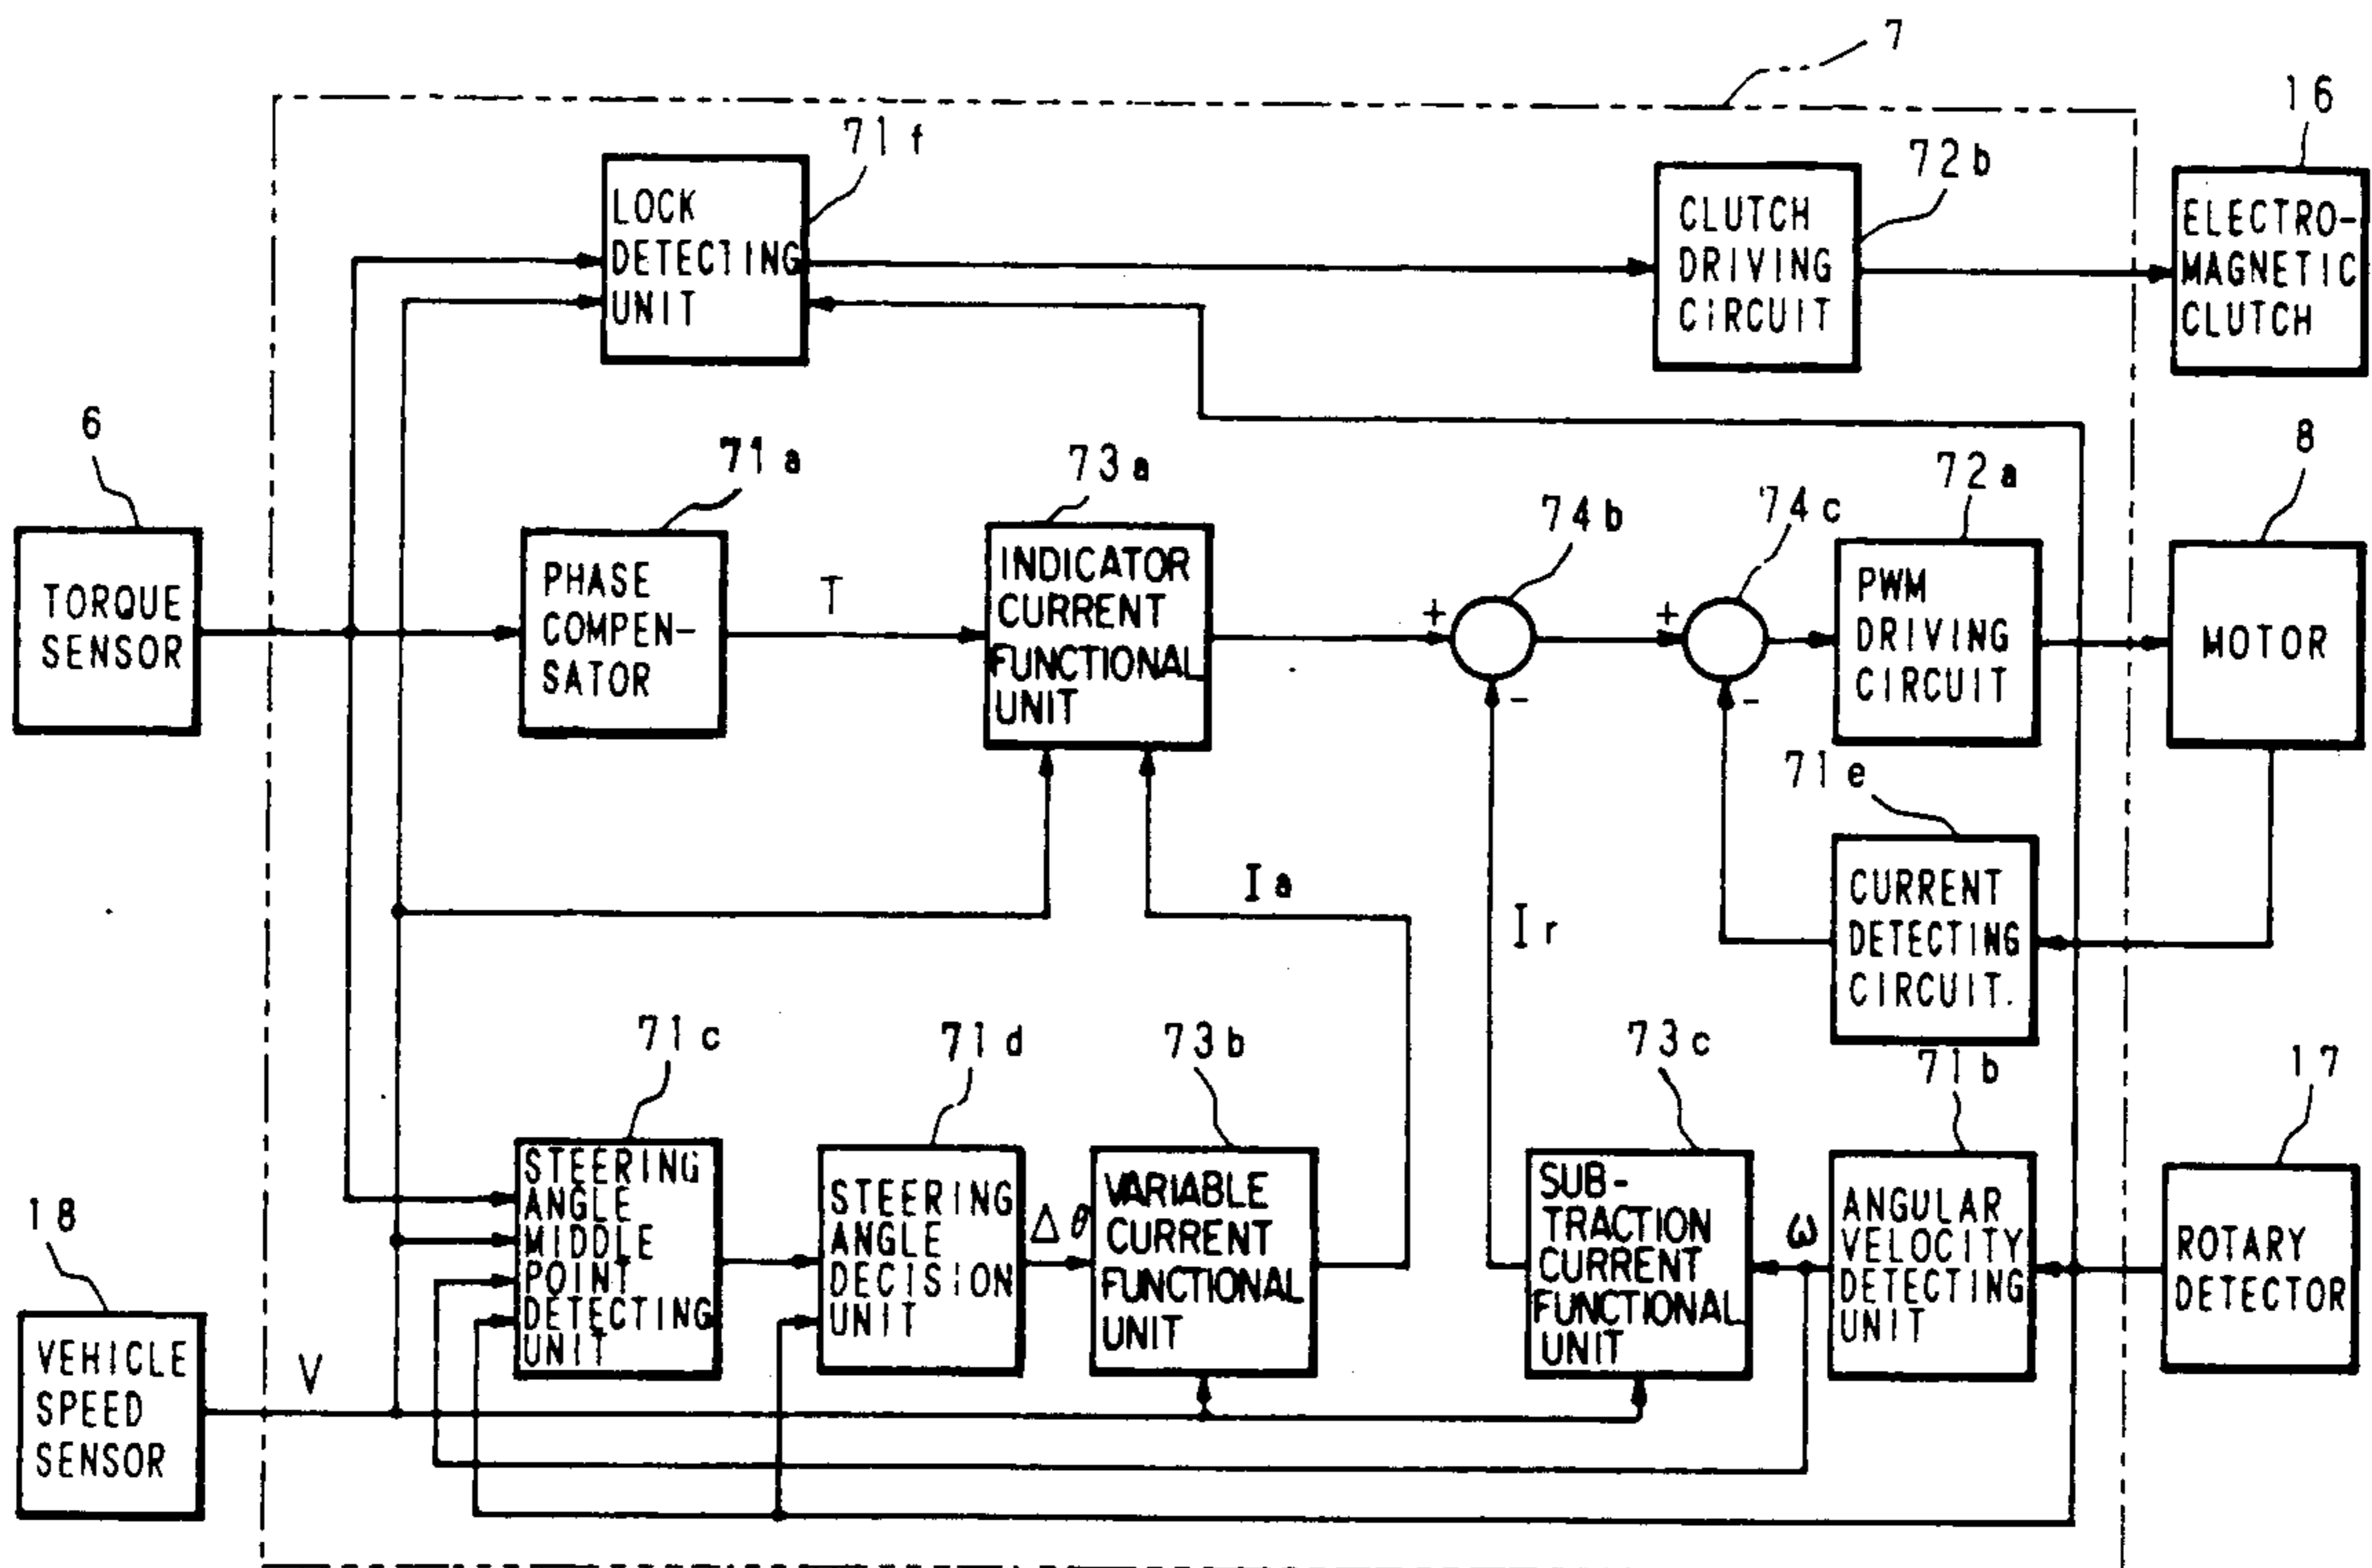 7
16
71f
72b
LOCK
DETECTING
UNIT
CLUTCH
DRIVING
CIRCUIT
ELECTRO-
MAGNETIC
CLUTCH
6
71a
73a
74b
74c
72a
8
TORQUE
SENSOR
PHASE
COMPEN-
SATOR
T
INDICATOR
CURRENT
FUNCTIONAL
UNIT
+
-
+
-
PWM
DRIVING
CIRCUIT
MOTOR
71e
Ia
Ir
CURRENT
DETECTING
CIRCUIT.
71c
71d
73b
73c
71b
17
18
STEERING
ANGLE
MIDDLE
POINT
DETECTING
UNIT
STEERING
ANGLE
DECISION
UNIT
Δθ
VARIABLE
CURRENT
FUNCTIONAL
UNIT
SUB-
TRACTION
CURRENT
FUNCTIONAL
UNIT
ω
ANGULAR
VELOCITY
DETECTING
UNIT
ROTARY
DETECTOR
VEHICLE
SPEED
SENSOR
V